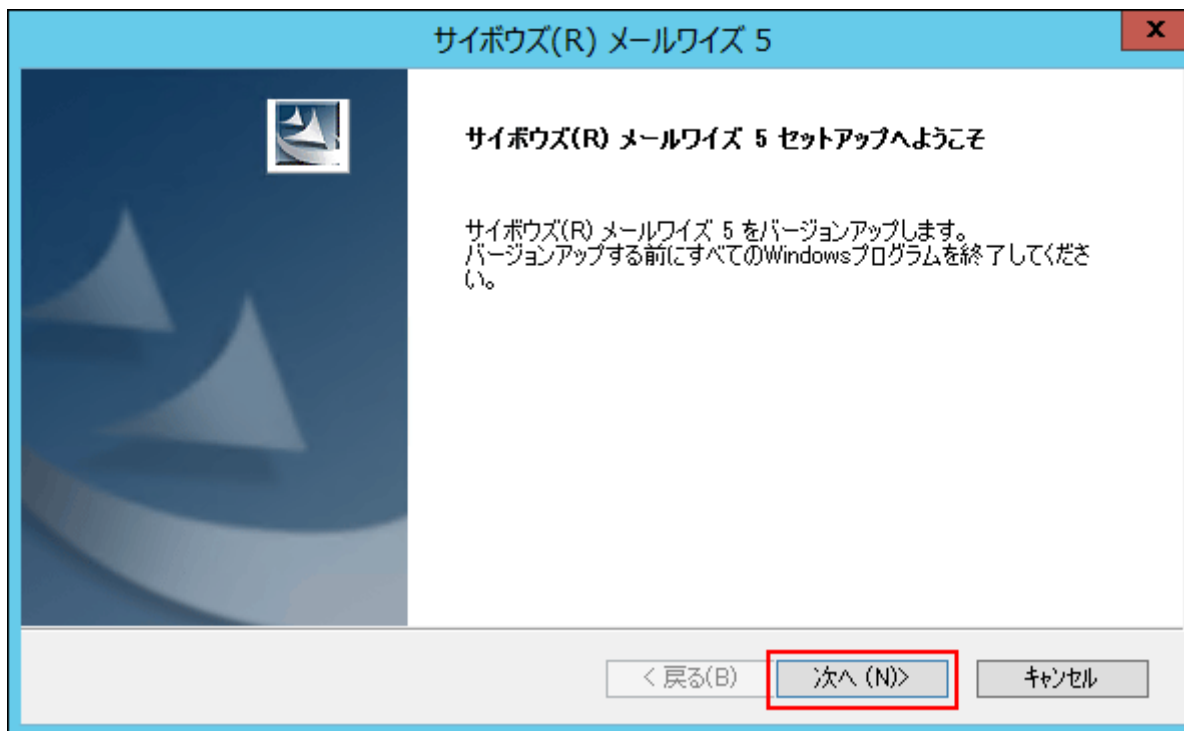 サイボウズ(R) メールワイズ 5
x
サイボウズ(R) メールワイズ 5 セットアップへようこそ
サイボウズ(R) メールワイズ 5 をバージョンアップします。
バージョンアップする前にすべてのWindowsプログラムを終了してくださ
い。
< 戻る(B)
次へ (N)>
キャンセル